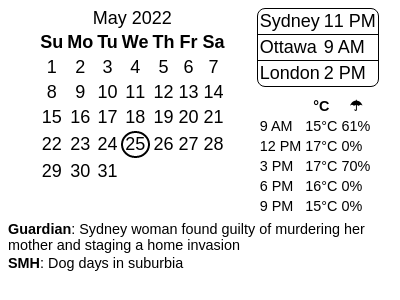 May 2022
Su Mo Tu We Th Fr Sa
1 2 3 4 5 6 7
8 9 10 11 12 13 14
15 16 17 18 19 20 21
22 23 24 25 26 27 28
29 30 31
Sydney 11 PM
Ottawa 9 AM
London 2 PM
°C ☂
9 AM 15°C 61%
12 PM 17°C 0%
3 PM 17°C 70%
6 PM 16°C 0%
9 PM 15°C 0%
Guardian: Sydney woman found guilty of murdering her
mother and staging a home invasion
SMH: Dog days in suburbia